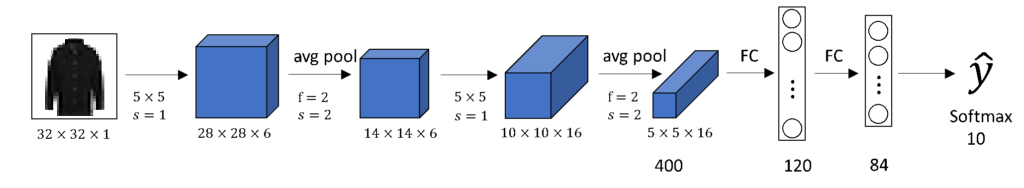 32 × 32 × 1
5 × 5
s = 1
28 × 28 × 6
avg pool
f = 2
s = 2
14 × 14 × 6
5 × 5
s = 1
10 × 10 × 16
avg pool
f = 2
s = 2
5 × 5 × 16
400
FC
⋮
120
FC
⋮
84
ŷ
Softmax
10